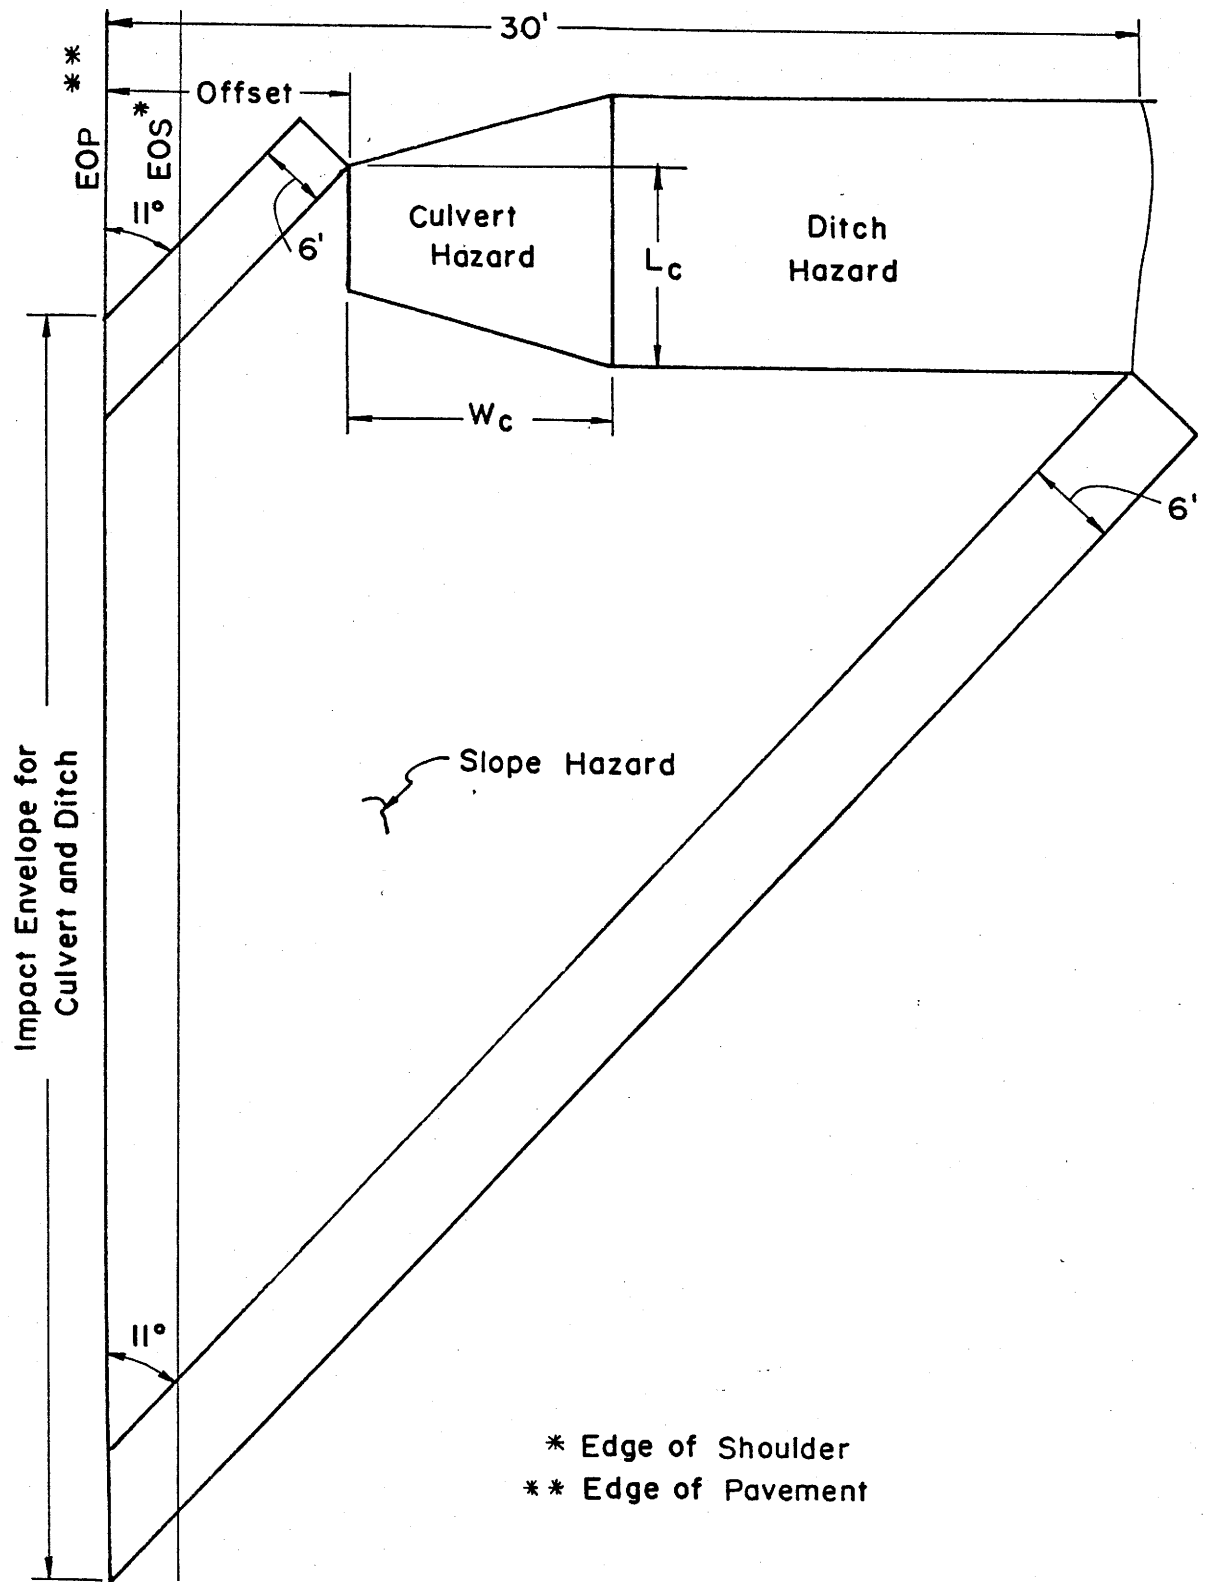 30'
**
EOP
EOS*
Offset
11°
6'
Culvert
Hazard
Lc
Ditch
Hazard
Wc
6'
Slope Hazard
Impact Envelope for
Culvert and Ditch
11°
* Edge of Shoulder
** Edge of Pavement